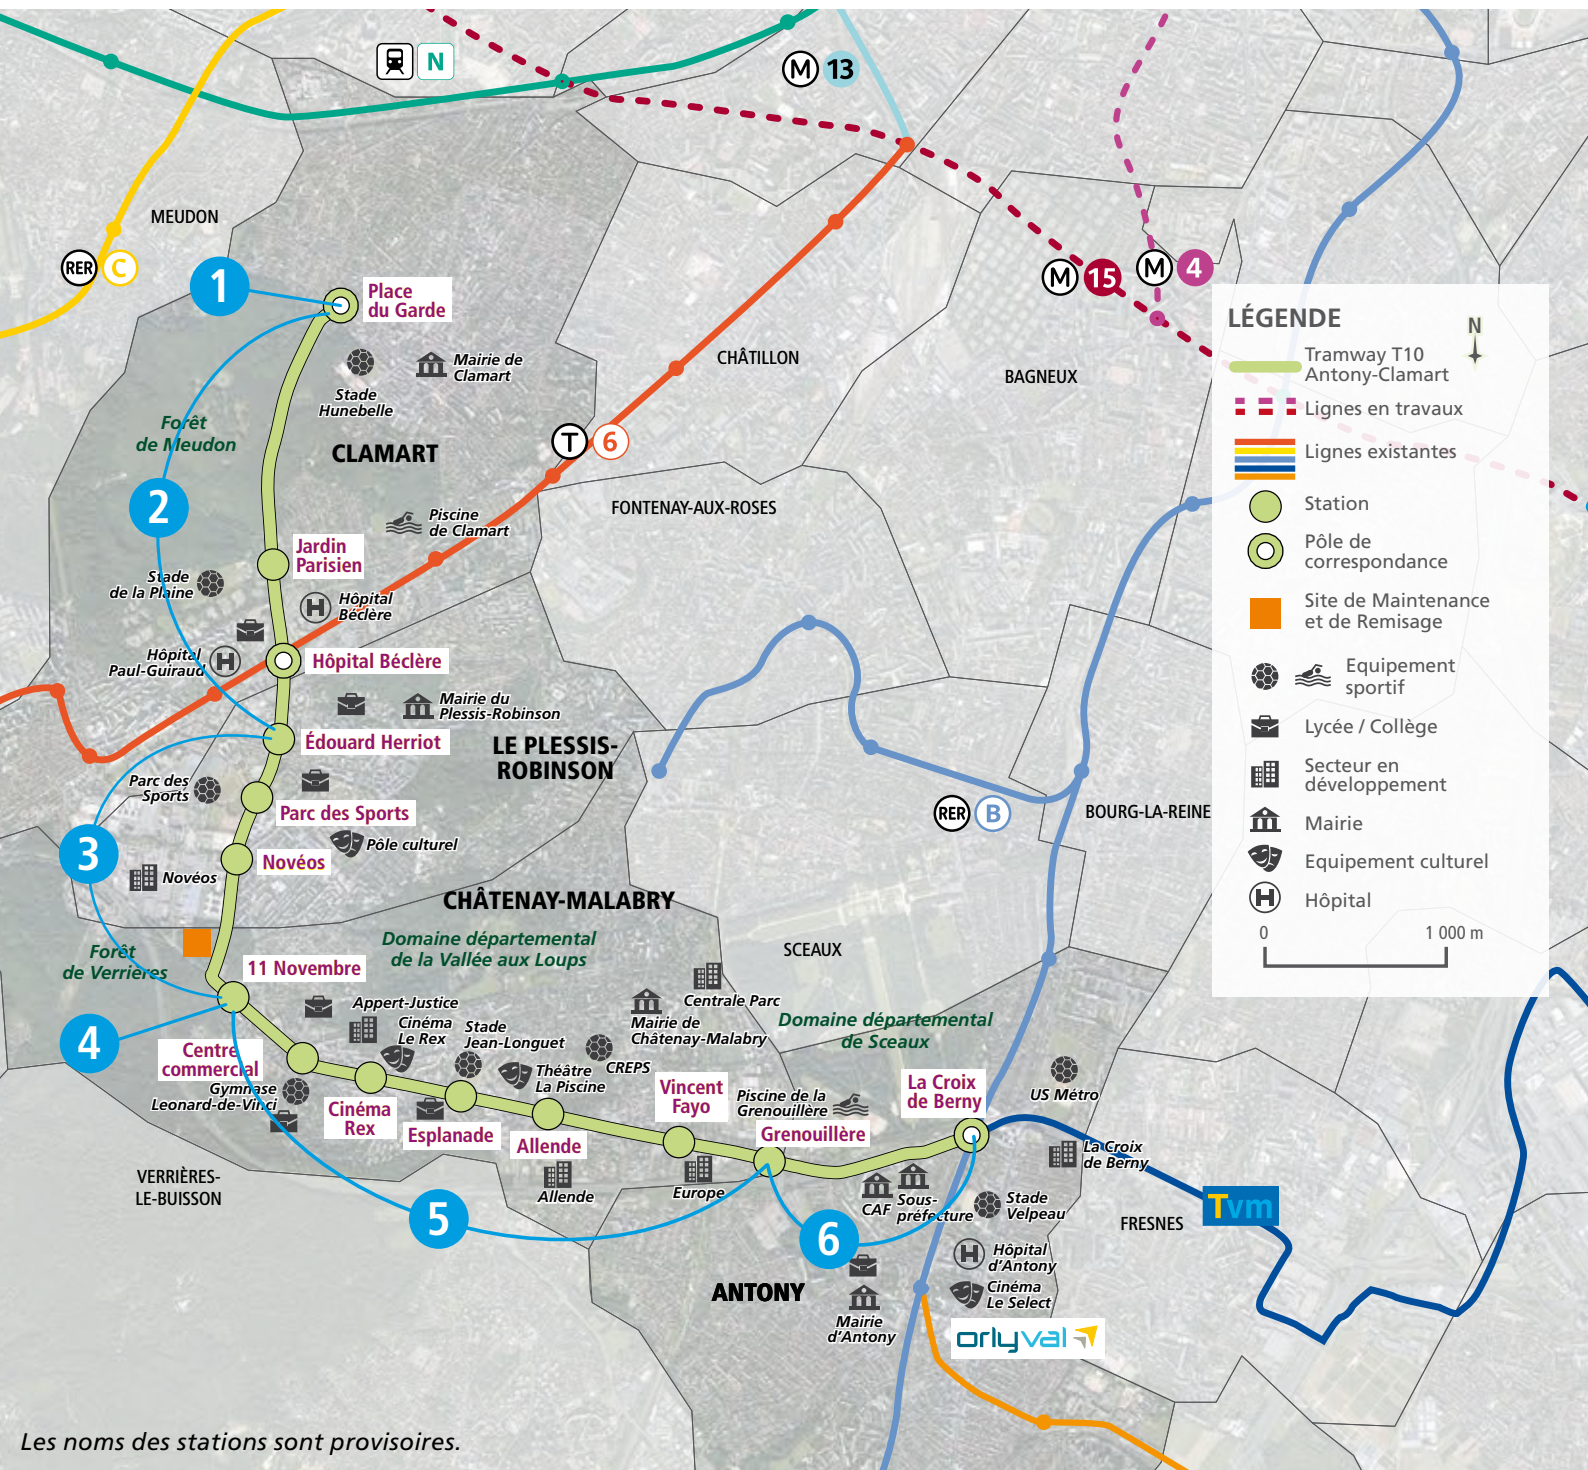 N
M 13
MEUDON
RER C
1
Place
du Garde
Mairie de
Clamart
Stade
Hunebelle
Forêt
de Meudon
CLAMART
CHÂTILLON
BAGNEUX
M 15
M 4
T 6
2
Piscine
de Clamart
FONTENAY-AUX-ROSES
Jardin
Parisien
Stade
de la Plaine
H
Hôpital
Béclère
Hôpital
Paul-Guiraud
H
Hôpital Béclère
Mairie du
Plessis-Robinson
Édouard Herriot
LE PLESSIS-
ROBINSON
Parc des
Sports
Parc des Sports
RER B
BOURG-LA-REINE
3
Pôle culturel
Novéos
Novéos
CHÂTENAY-MALABRY
Forêt
de Verrières
Domaine départemental
de la Vallée aux Loups
SCEAUX
11 Novembre
Appert-Justice
Centrale Parc
4
Cinéma
Le Rex
Stade
Jean-Longuet
Mairie de
Châtenay-Malabry
Domaine départemental
de Sceaux
Centre
commercial
CREPS
Théâtre
La Piscine
Gymnase
Leonard-de-Vinci
Vincent
Fayo
Piscine de la
Grenouillère
La Croix
de Berny
US Métro
Cinéma
Rex
Esplanade
Allende
Grenouillère
La Croix
de Berny
VERRIÈRES-
LE-BUISSON
Allende
Europe
CAF
Sous-
préfecture
Stade
Velpeau
FRESNES
Tvm
5
6
H
Hôpital
d'Antony
ANTONY
Cinéma
Le Select
Mairie
d'Antony
orlyval
LÉGENDE
N
Tramway T10
Antony-Clamart
Lignes en travaux
Lignes existantes
Station
Pôle de
correspondance
Site de Maintenance
et de Remisage
Equipement
sportif
Lycée / Collège
Secteur en
développement
Mairie
Equipement culturel
H
Hôpital
0 1 000 m
Les noms des stations sont provisoires.